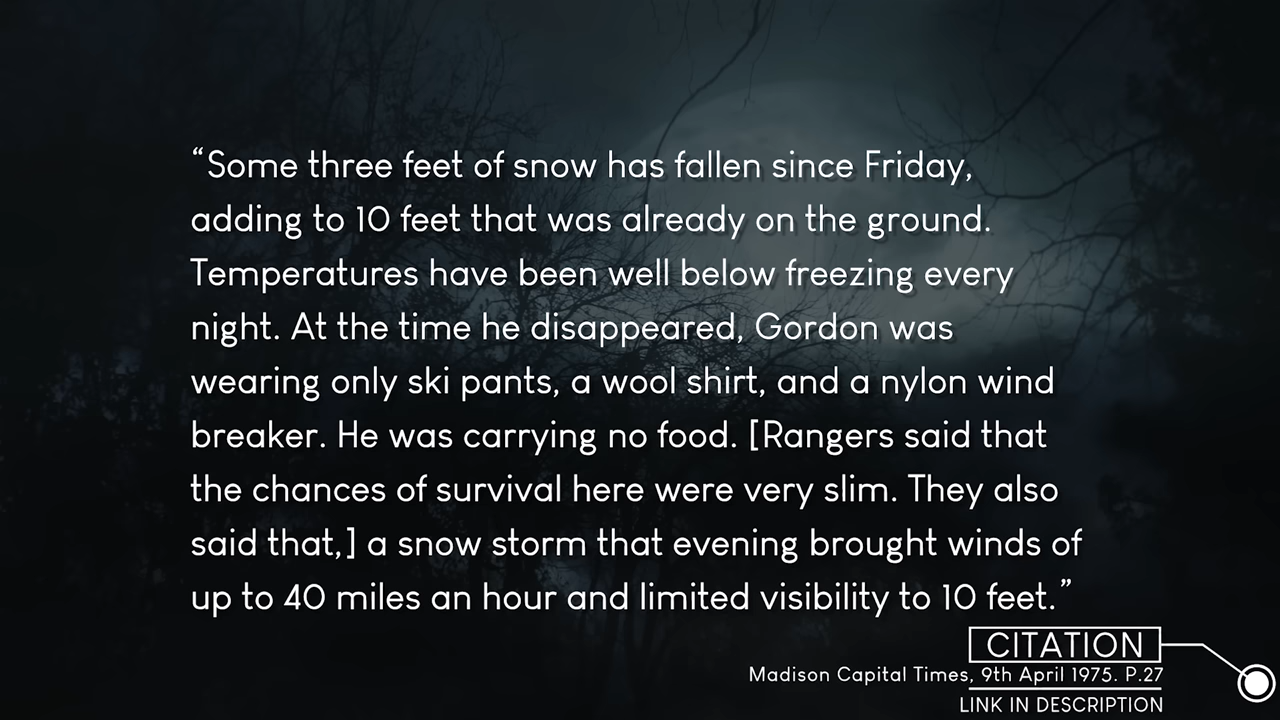 “Some three feet of snow has fallen since Friday,
adding to 10 feet that was already on the ground.
Temperatures have been well below freezing every
night. At the time he disappeared, Gordon was
wearing only ski pants, a wool shirt, and a nylon wind
breaker. He was carrying no food. [Rangers said that
the chances of survival here were very slim. They also
said that,] a snow storm that evening brought winds of
up to 40 miles an hour and limited visibility to 10 feet.”
CITATION
Madison Capital Times, 9th April 1975. P.27
LINK IN DESCRIPTION